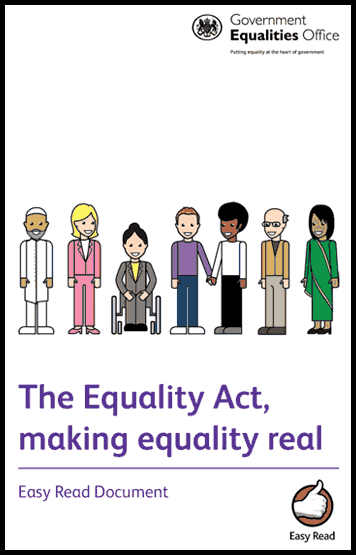 Government
Equalities Office
Putting equality at the heart of government
The Equality Act,
making equality real
Easy Read Document
Easy Read